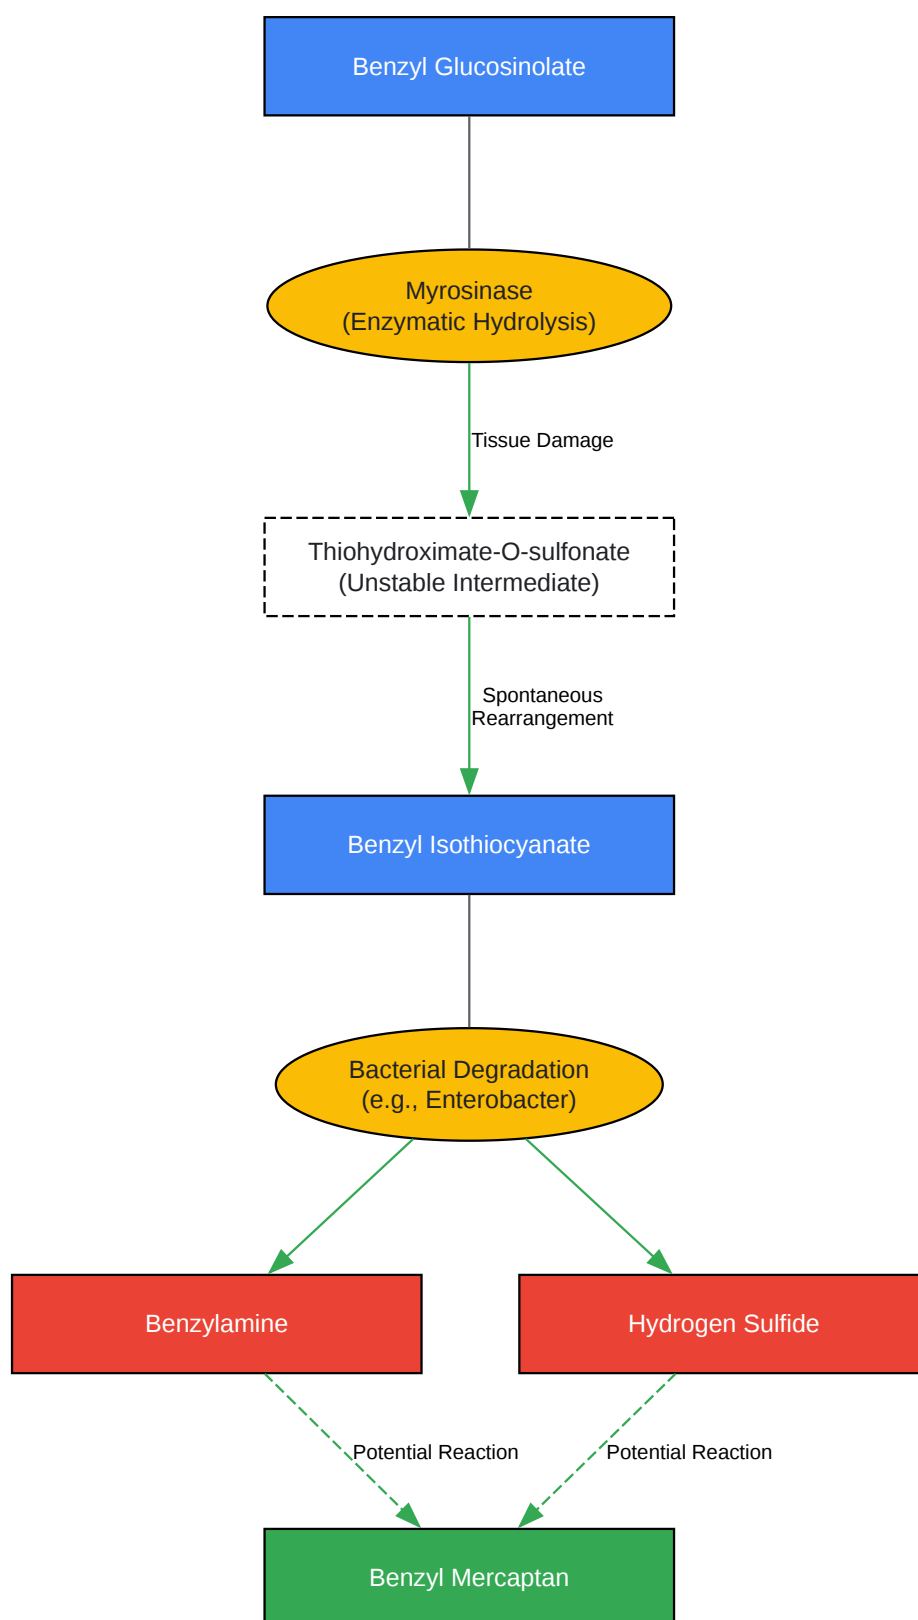 Benzyl Glucosinolate
Myrosinase
(Enzymatic Hydrolysis)
Tissue Damage
Thiohydroximate-O-sulfonate
(Unstable Intermediate)
Spontaneous
Rearrangement
Benzyl Isothiocyanate
Bacterial Degradation
(e.g., Enterobacter)
Benzylamine
Hydrogen Sulfide
Potential Reaction
Potential Reaction
Benzyl Mercaptan